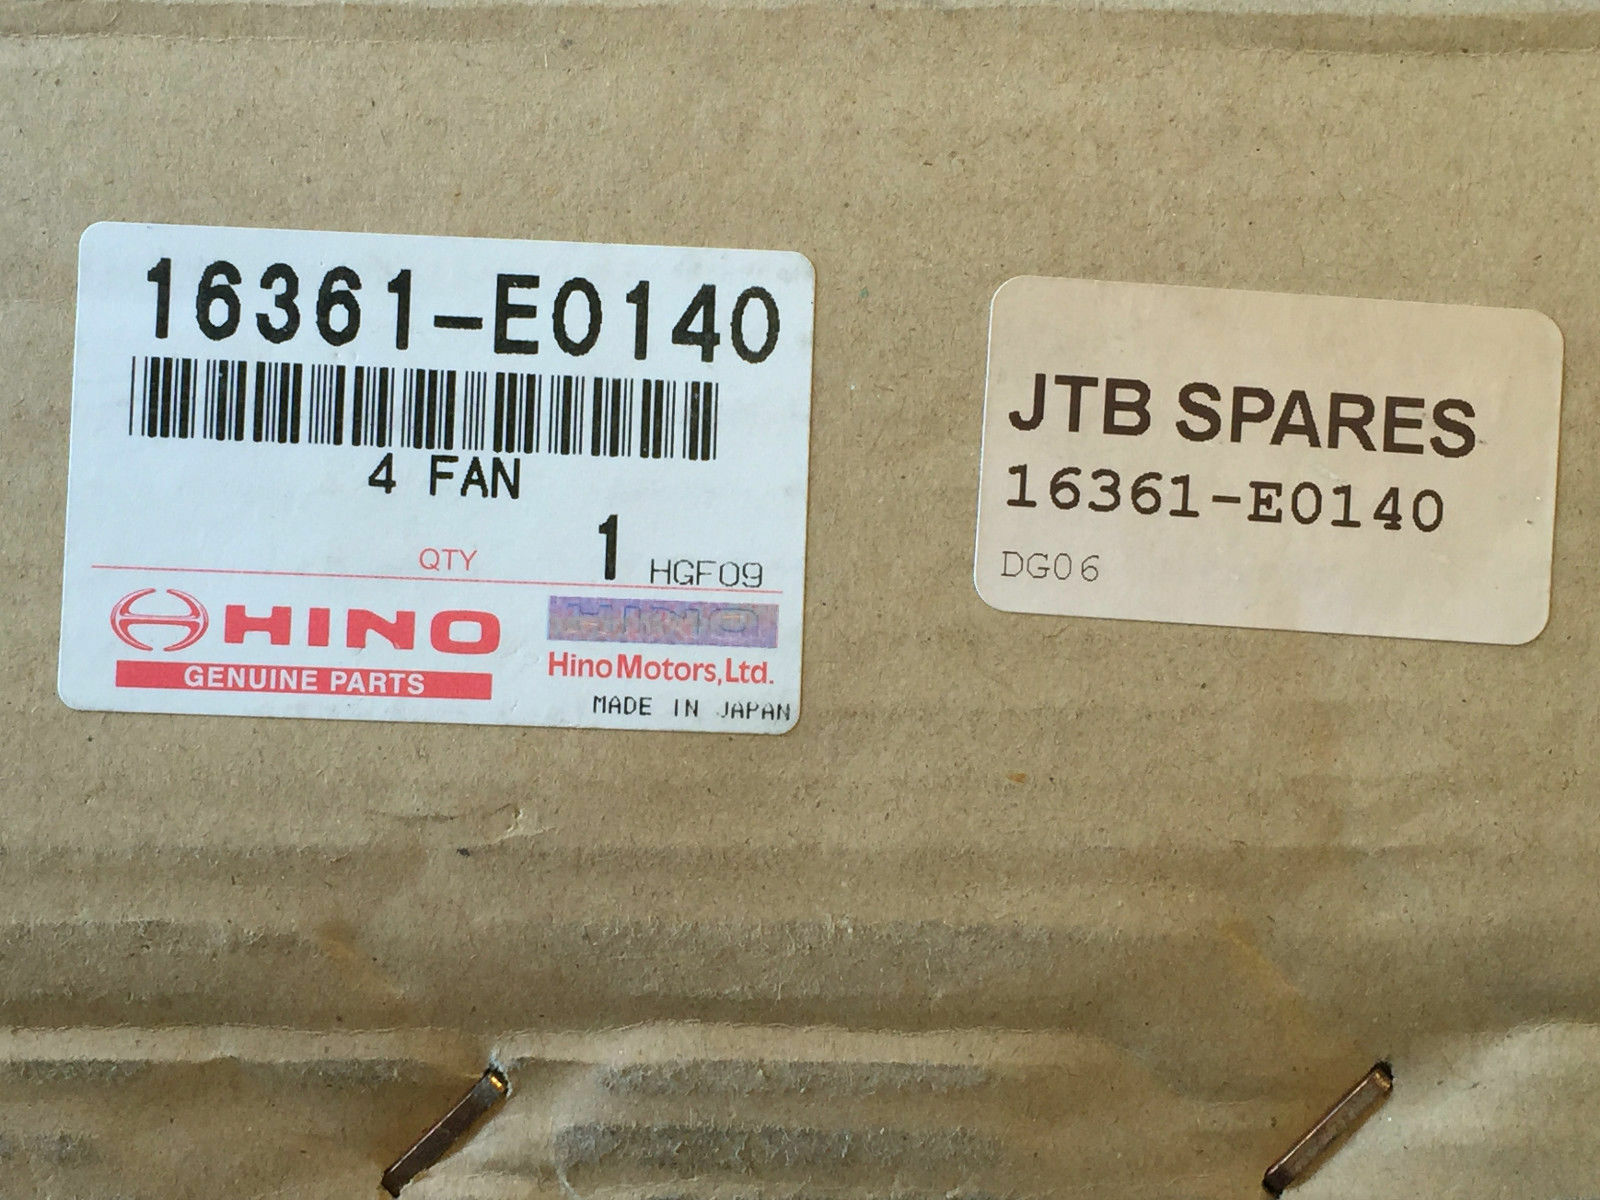 16361-E0140
4 FAN
QTY 1 HGF09
HINO
GENUINE PARTS
HINO
Hino Motors, Ltd.
MADE IN JAPAN
JTB SPARES
16361-E0140
DG06